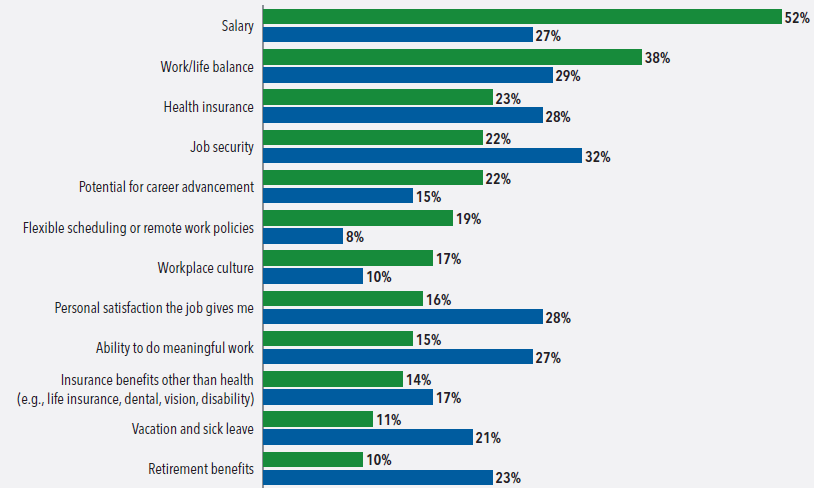 Salary
52%
27%
Work/life balance
38%
29%
Health insurance
23%
28%
Job security
22%
32%
Potential for career advancement
22%
15%
Flexible scheduling or remote work policies
19%
8%
Workplace culture
17%
10%
Personal satisfaction the job gives me
16%
28%
Ability to do meaningful work
15%
27%
Insurance benefits other than health
(e.g., life insurance, dental, vision, disability)
14%
17%
Vacation and sick leave
11%
21%
Retirement benefits
10%
23%